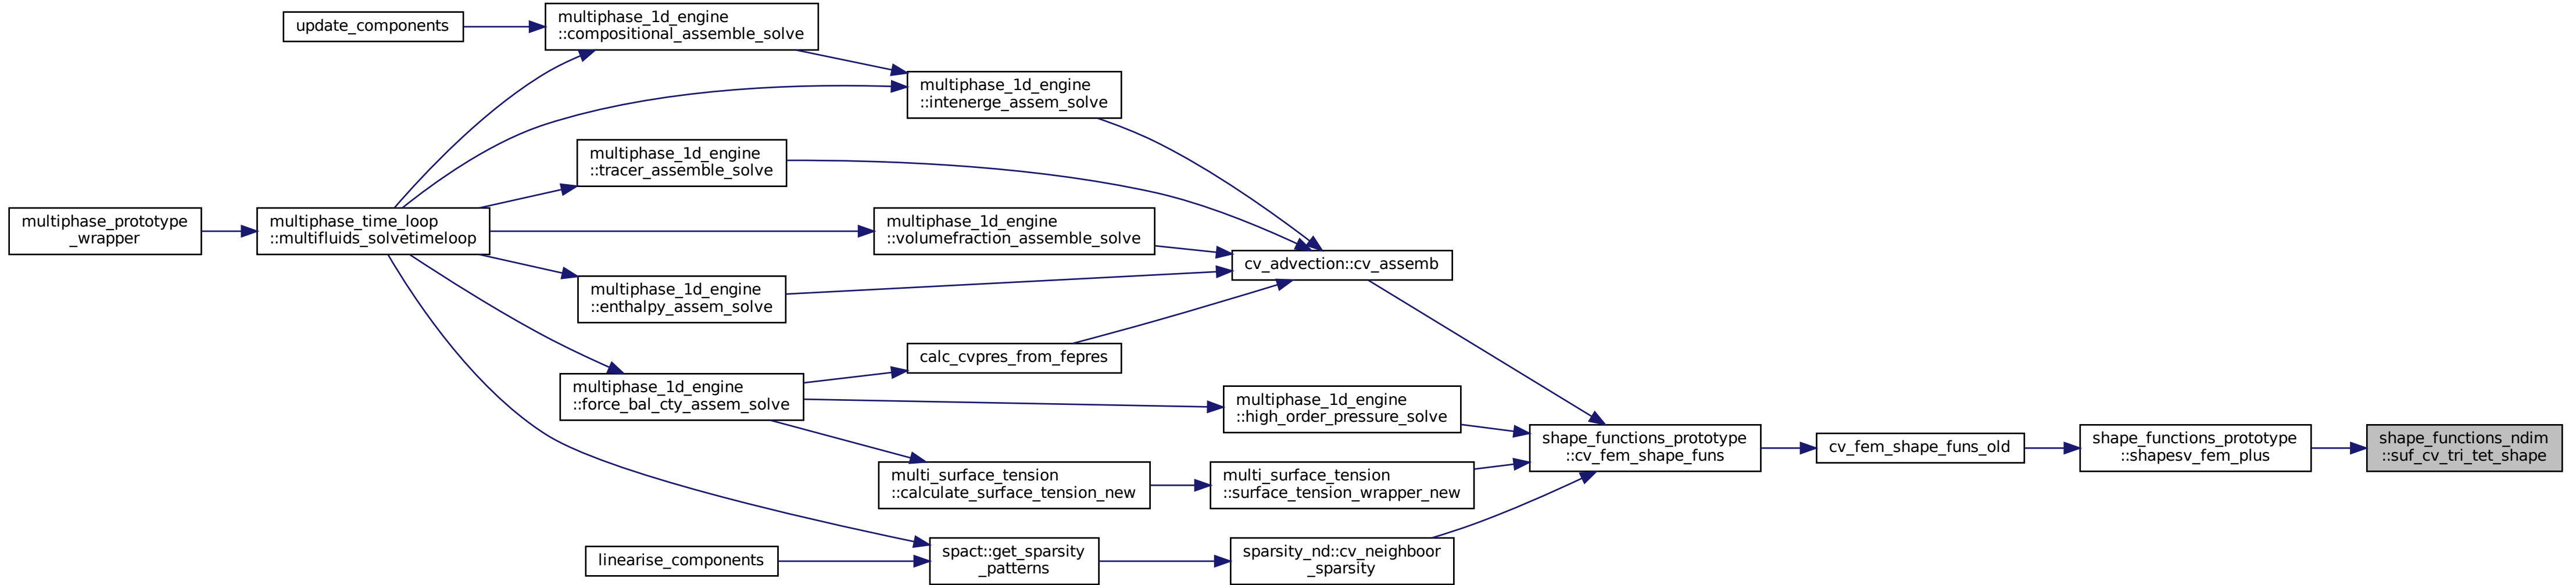 update_components
multiphase_1d_engine
::compositional_assemble_solve
multiphase_1d_engine
::intenerge_assem_solve
multiphase_1d_engine
::tracer_assemble_solve
multiphase_prototype
_wrapper
multiphase_time_loop
::multifluids_solvetimeloop
multiphase_1d_engine
::volumefraction_assemble_solve
cv_advection::cv_assemb
multiphase_1d_engine
::enthalpy_assem_solve
calc_cvpres_from_fepres
multiphase_1d_engine
::force_bal_cty_assem_solve
multiphase_1d_engine
::high_order_pressure_solve
shape_functions_prototype
::cv_fem_shape_funs
cv_fem_shape_funs_old
shape_functions_prototype
::shapesv_fem_plus
shape_functions_ndim
::suf_cv_tri_tet_shape
multi_surface_tension
::calculate_surface_tension_new
multi_surface_tension
::surface_tension_wrapper_new
linearise_components
spact::get_sparsity
_patterns
sparsity_nd::cv_neighboor
_sparsity